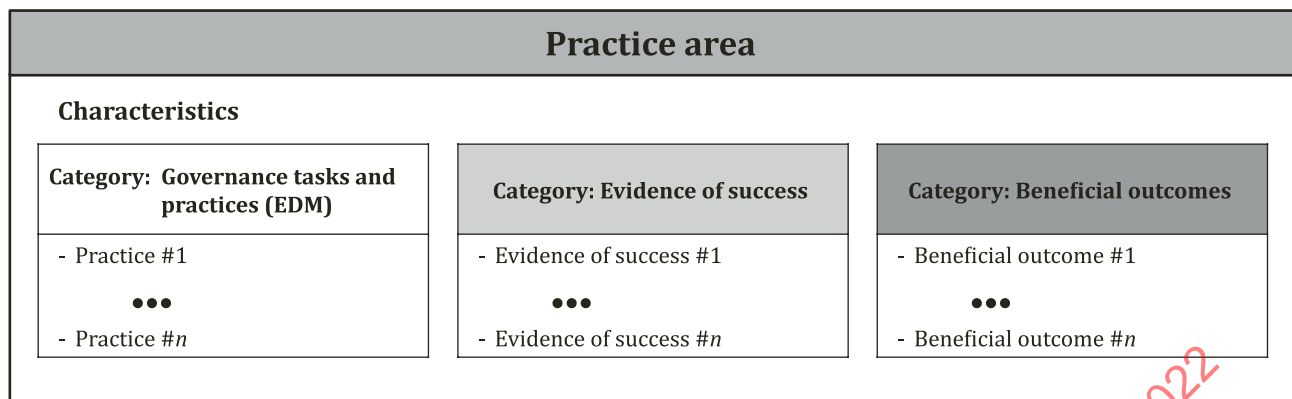 Practice area
Characteristics
Category: Governance tasks and
practices (EDM)
- Practice #1
•••
- Practice #n
Category: Evidence of success
- Evidence of success #1
•••
- Evidence of success #n
Category: Beneficial outcomes
- Beneficial outcome #1
•••
- Beneficial outcome #n